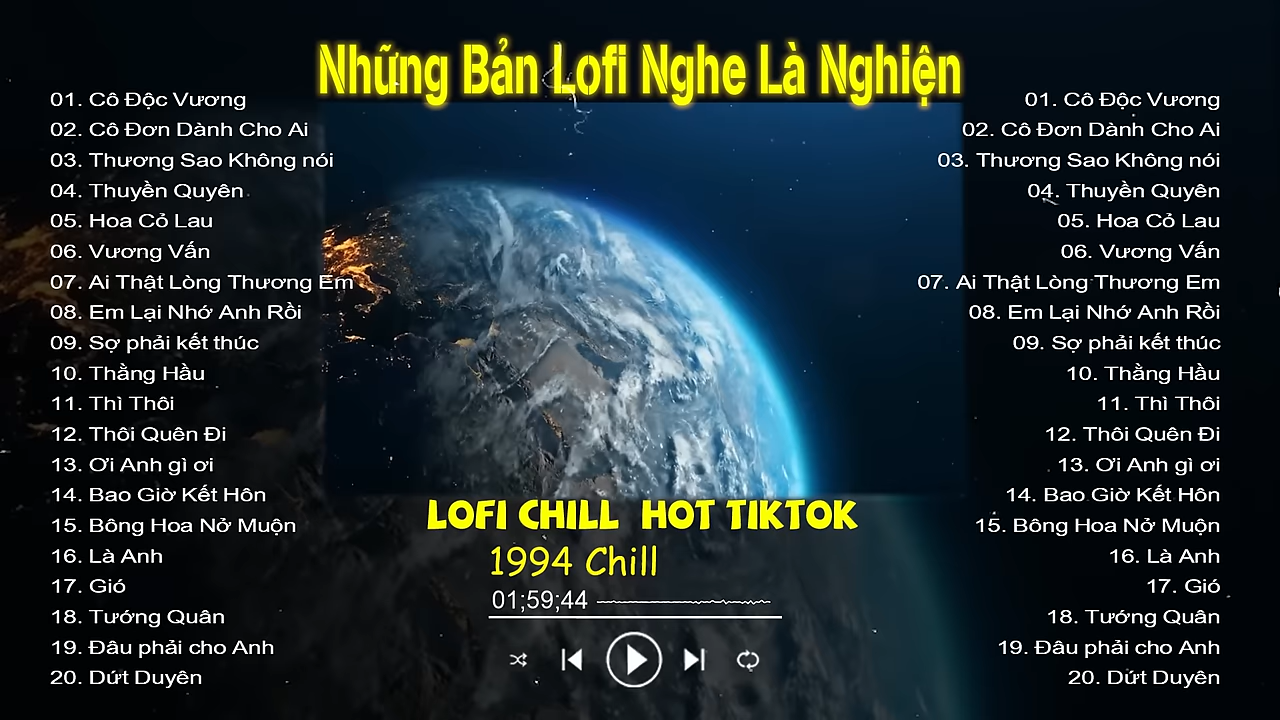 Những Bản Lofi Nghe Là Nghiện
01. Cô Độc Vương
02. Cô Đơn Dành Cho Ai
03. Thương Sao Không nói
04. Thuyền Quyên
05. Hoa Cỏ Lau
06. Vương Vấn
07. Ai Thật Lòng Thương Em
08. Em Lại Nhớ Anh Rồi
09. Sợ phải kết thúc
10. Thằng Hầu
11. Thì Thôi
12. Thôi Quên Đi
13. Ơi Anh gì ơi
14. Bao Giờ Kết Hôn
15. Bông Hoa Nở Muộn
16. Là Anh
17. Gió
18. Tướng Quân
19. Đâu phải cho Anh
20. Dứt Duyên
01. Cô Độc Vương
02. Cô Đơn Dành Cho Ai
03. Thương Sao Không nói
04. Thuyền Quyên
05. Hoa Cỏ Lau
06. Vương Vấn
07. Ai Thật Lòng Thương Em
08. Em Lại Nhớ Anh Rồi
09. Sợ phải kết thúc
10. Thằng Hầu
11. Thì Thôi
12. Thôi Quên Đi
13. Ơi Anh gì ơi
14. Bao Giờ Kết Hôn
15. Bông Hoa Nở Muộn
16. Là Anh
17. Gió
18. Tướng Quân
19. Đâu phải cho Anh
20. Dứt Duyên
LOFI CHILL HOT TIKTOK
1994 Chill
01;59;44